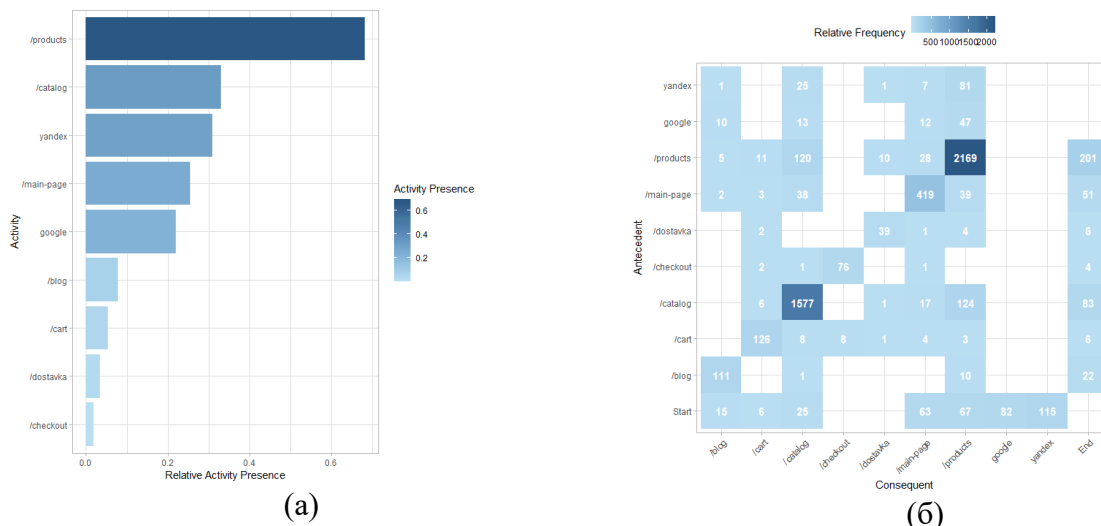 /products
/catalog
yandex
/main-page
google
/blog
/cart
/dostavka
/checkout
Activity
0.0 0.2 0.4 0.6
Relative Activity Presence
Activity Presence
0.6
0.4
0.2
(а)
Relative Frequency
500 1000 1500 2000
Antecedent
yandex 1 25 1 7 81
google 10 13 12 47
/products 5 11 120 10 28 2169 201
/main-page 2 3 38 419 39 51
/dostavka 2 39 1 4 6
/checkout 2 1 76 1 4
/catalog 6 1577 1 17 124 83
/cart 126 8 8 1 4 3 6
/blog 111 1 10 22
Start 15 6 25 63 67 82 115
/blog /cart /catalog /checkout /dostavka /main-page /products google yandex End
Consequent
(б)